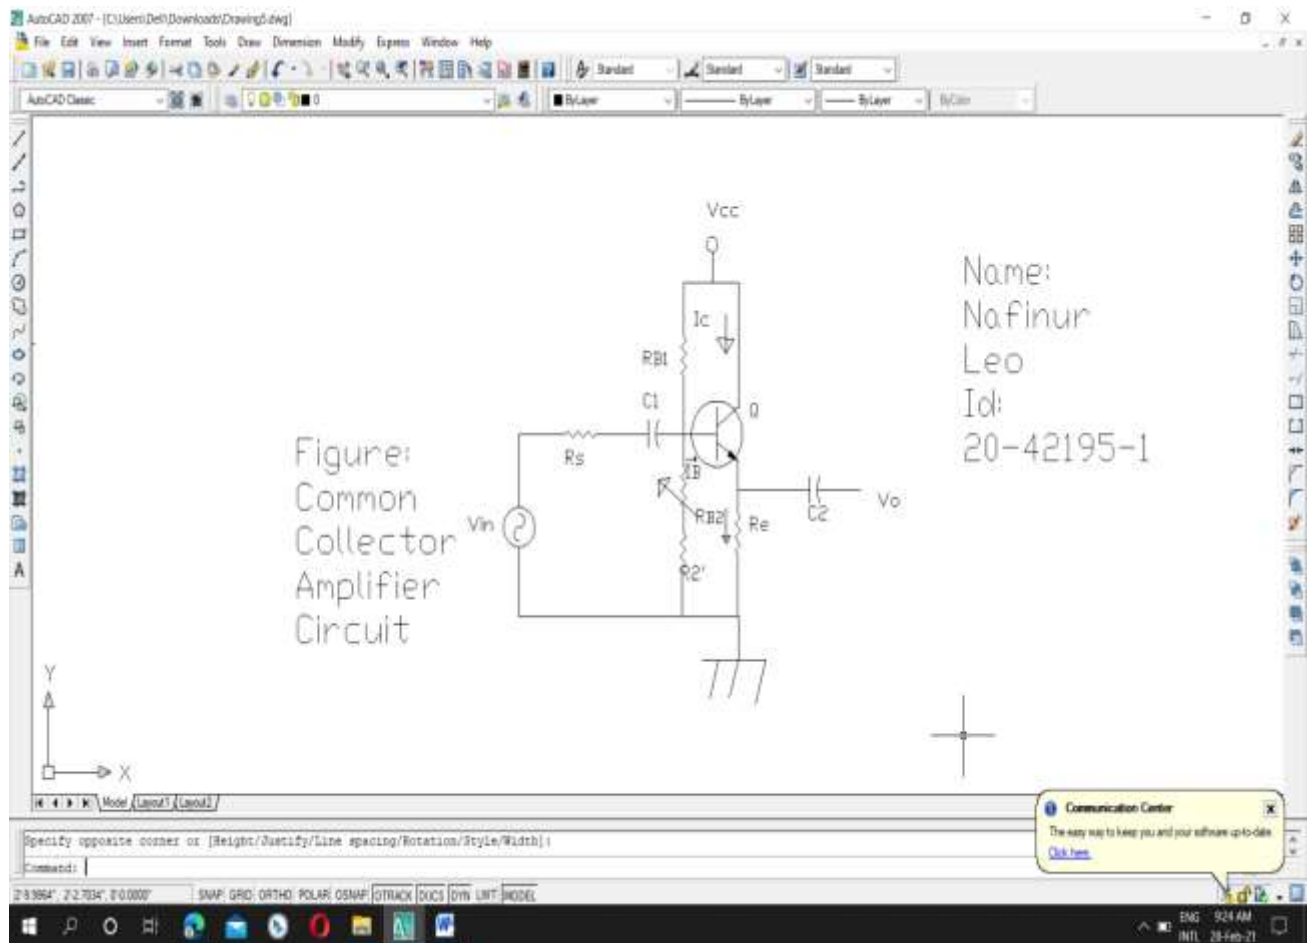 AutoCAD 2007 - [C:\Users\Dell\Downloads\Drawing5.dwg]
File Edit View Insert Format Tools Draw Dimension Modify Express Window Help
Standard Standard Standard
AutoCAD Classic 0 ByLayer ByLayer ByLayer ByColor
Vcc
Ic
RB1
C1
Q
Rs
IB
RB2
Re
C2
Vo
Vin
R2'
Figure:
Common
Collector
Amplifier
Circuit
Name:
Nafinur
Leo
Id:
20-42195-1
Y
X
Model Layout1 Layout2
Communication Center
The easy way to keep you and your software up-to-date
Click here.
Specify opposite corner or [Height/Justify/Line spacing/Rotation/Style/Width]:
Command:
SNAP GRID ORTHO POLAR OSNAP OTRACK DUCS DYN LWT MODEL
ENG 9:24 AM
INTL 28-Feb-21